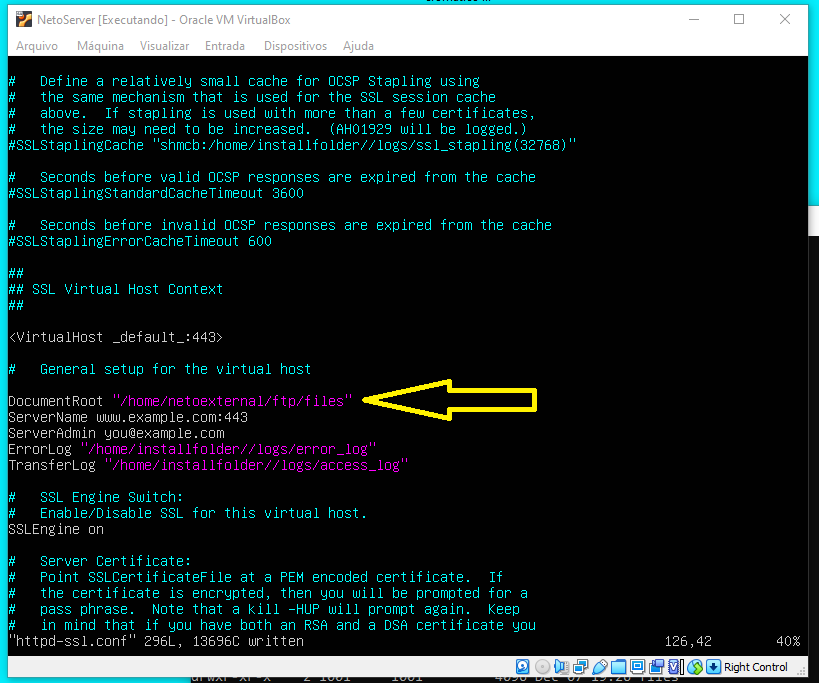 NetoServer [Executando] - Oracle VM VirtualBox
Arquivo Máquina Visualizar Entrada Dispositivos Ajuda
#   Define a relatively small cache for OCSP Stapling using
#   the same mechanism that is used for the SSL session cache
#   above.  If stapling is used with more than a few certificates,
#   the size may need to be increased.  (AH01929 will be logged.)
#SSLStaplingCache "shmcb:/home/installfolder//logs/ssl_stapling(32768)"
#   Seconds before valid OCSP responses are expired from the cache
#SSLStaplingStandardCacheTimeout 3600
#   Seconds before invalid OCSP responses are expired from the cache
#SSLStaplingErrorCacheTimeout 600
##
## SSL Virtual Host Context
##
<VirtualHost _default_:443>
#   General setup for the virtual host
DocumentRoot "/home/netoexternal/ftp/files"
ServerName www.example.com:443
ServerAdmin you@example.com
ErrorLog "/home/installfolder//logs/error_log"
TransferLog "/home/installfolder//logs/access_log"
#   SSL Engine Switch:
#   Enable/Disable SSL for this virtual host.
SSLEngine on
#   Server Certificate:
#   Point SSLCertificateFile at a PEM encoded certificate.  If
#   the certificate is encrypted, then you will be prompted for a
#   pass phrase.  Note that a kill -HUP will prompt again.  Keep
#   in mind that if you have both an RSA and a DSA certificate you
"httpd-ssl.conf" 296L, 13696C written 126,42 40%
Right Control